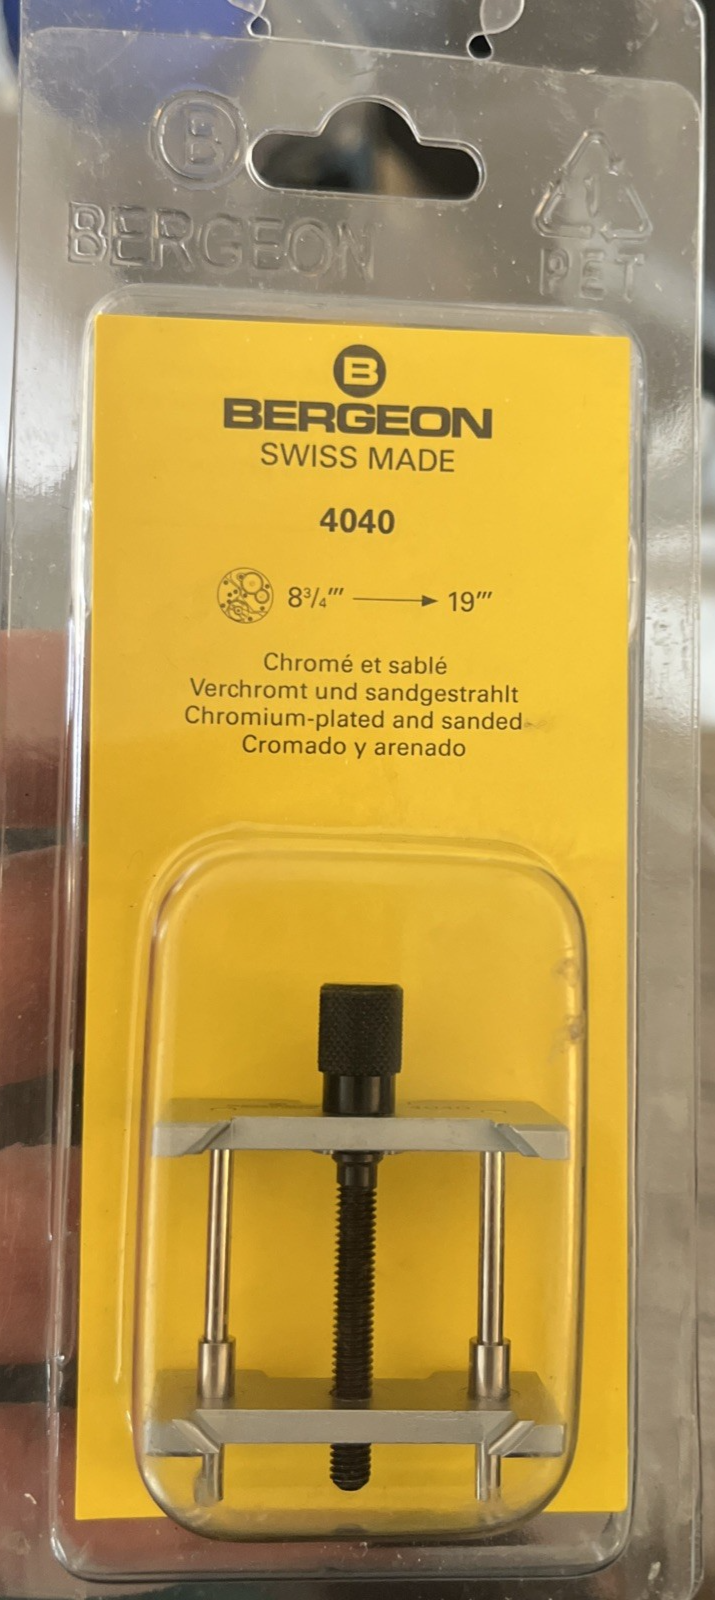 B
BERGEON
PET
B
BERGEON
SWISS MADE
4040
8¾‴ → 19‴
Chromé et sablé
Verchromt und sandgestrahlt
Chromium-plated and sanded
Cromado y arenado
4040